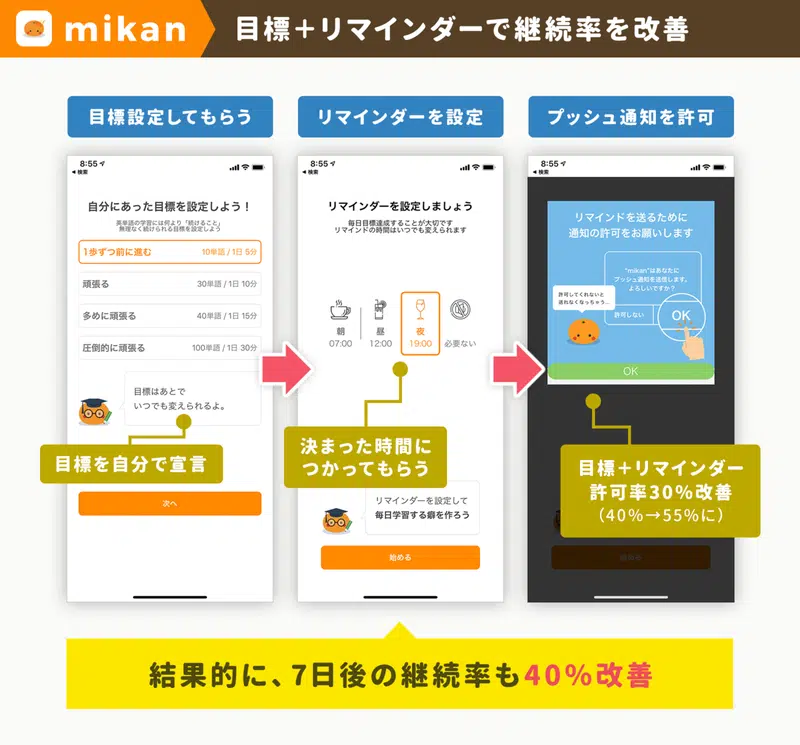 mikan
目標＋リマインダーで継続率を改善
目標設定してもらう
8:55
◀ 検索
自分にあった目標を設定しよう！
英単語の学習には何より「続けること」
無理なく続けられる目標を設定しよう
1歩ずつ前に進む 10単語 / 1日 5分
頑張る 30単語 / 1日 10分
多めに頑張る 40単語 / 1日 15分
圧倒的に頑張る 100単語 / 1日 30分
目標はあとで
いつでも変えられるよ。
目標を自分で宣言
次へ
リマインダーを設定
8:55
◀ 検索
リマインダーを設定しましょう
毎日目標達成することが大切です
リマインドの時間はいつでも変えられます
朝
07:00
昼
12:00
夜
19:00
必要ない
決まった時間に
つかってもらう
リマインダーを設定して
毎日学習する癖を作ろう
始める
プッシュ通知を許可
8:55
◀ 検索
リマインドを送るために
通知の許可をお願いします
"mikan"はあなたに
プッシュ通知を送信します。
よろしいですか？
許可してくれないと
送れなくなっちゃう...
許可しない
OK
OK
目標＋リマインダー
許可率30%改善
（40%→55%に）
始める
結果的に、7日後の継続率も40%改善